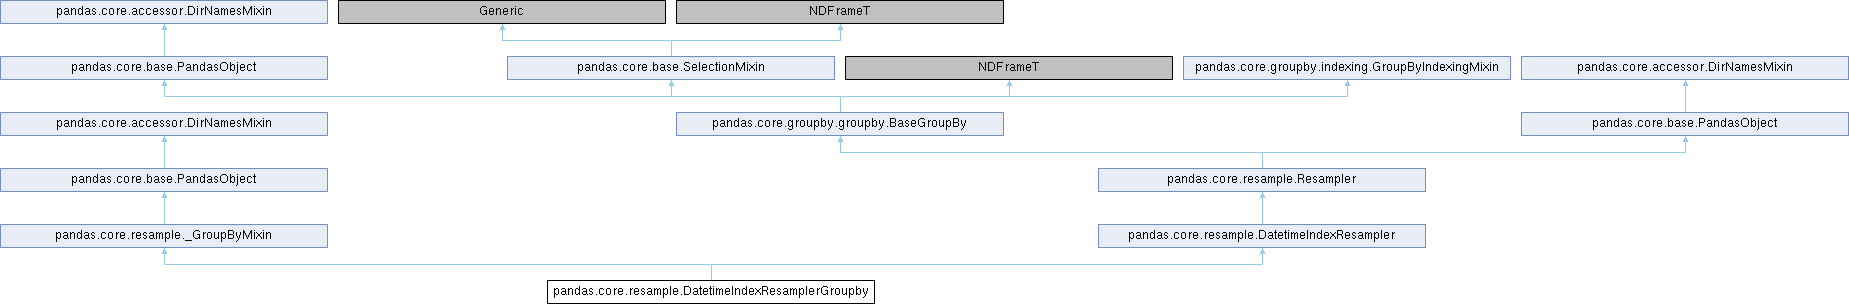 pandas.core.accessor.DirNamesMixin
Generic
NDFrameT
pandas.core.base.PandasObject
pandas.core.base.SelectionMixin
NDFrameT
pandas.core.groupby.indexing.GroupByIndexingMixin
pandas.core.accessor.DirNamesMixin
pandas.core.accessor.DirNamesMixin
pandas.core.groupby.groupby.BaseGroupBy
pandas.core.base.PandasObject
pandas.core.base.PandasObject
pandas.core.resample.Resampler
pandas.core.resample._GroupByMixin
pandas.core.resample.DatetimeIndexResampler
pandas.core.resample.DatetimeIndexResamplerGroupby